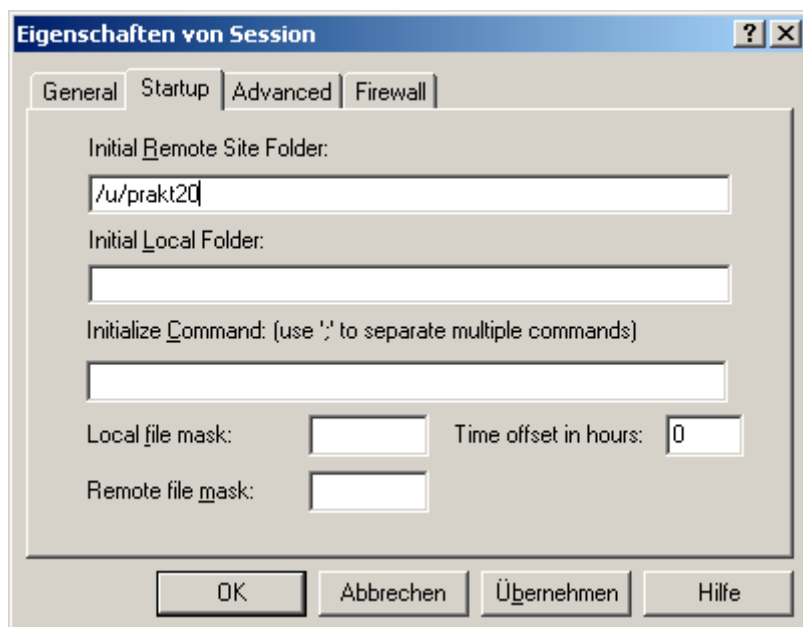 Eigenschaften von Session
General Startup Advanced Firewall
Initial Remote Site Folder:
/u/prakt20
Initial Local Folder:
Initialize Command: (use ';' to separate multiple commands)
Local file mask: Time offset in hours: 0
Remote file mask:
OK Abbrechen Übernehmen Hilfe